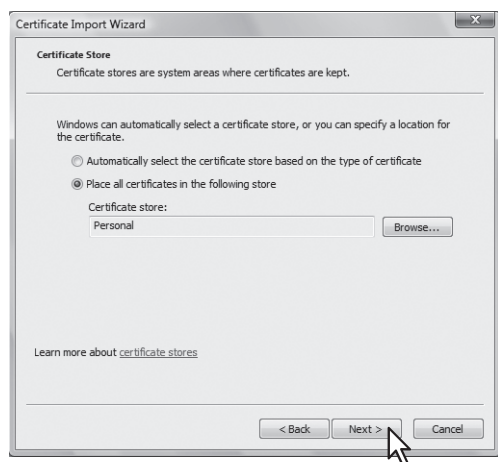 Certificate Import Wizard
Certificate Store
Certificate stores are system areas where certificates are kept.
Windows can automatically select a certificate store, or you can specify a location for
the certificate.
Automatically select the certificate store based on the type of certificate
Place all certificates in the following store
Certificate store:
Personal
Browse...
Learn more about certificate stores
< Back
Next >
Cancel